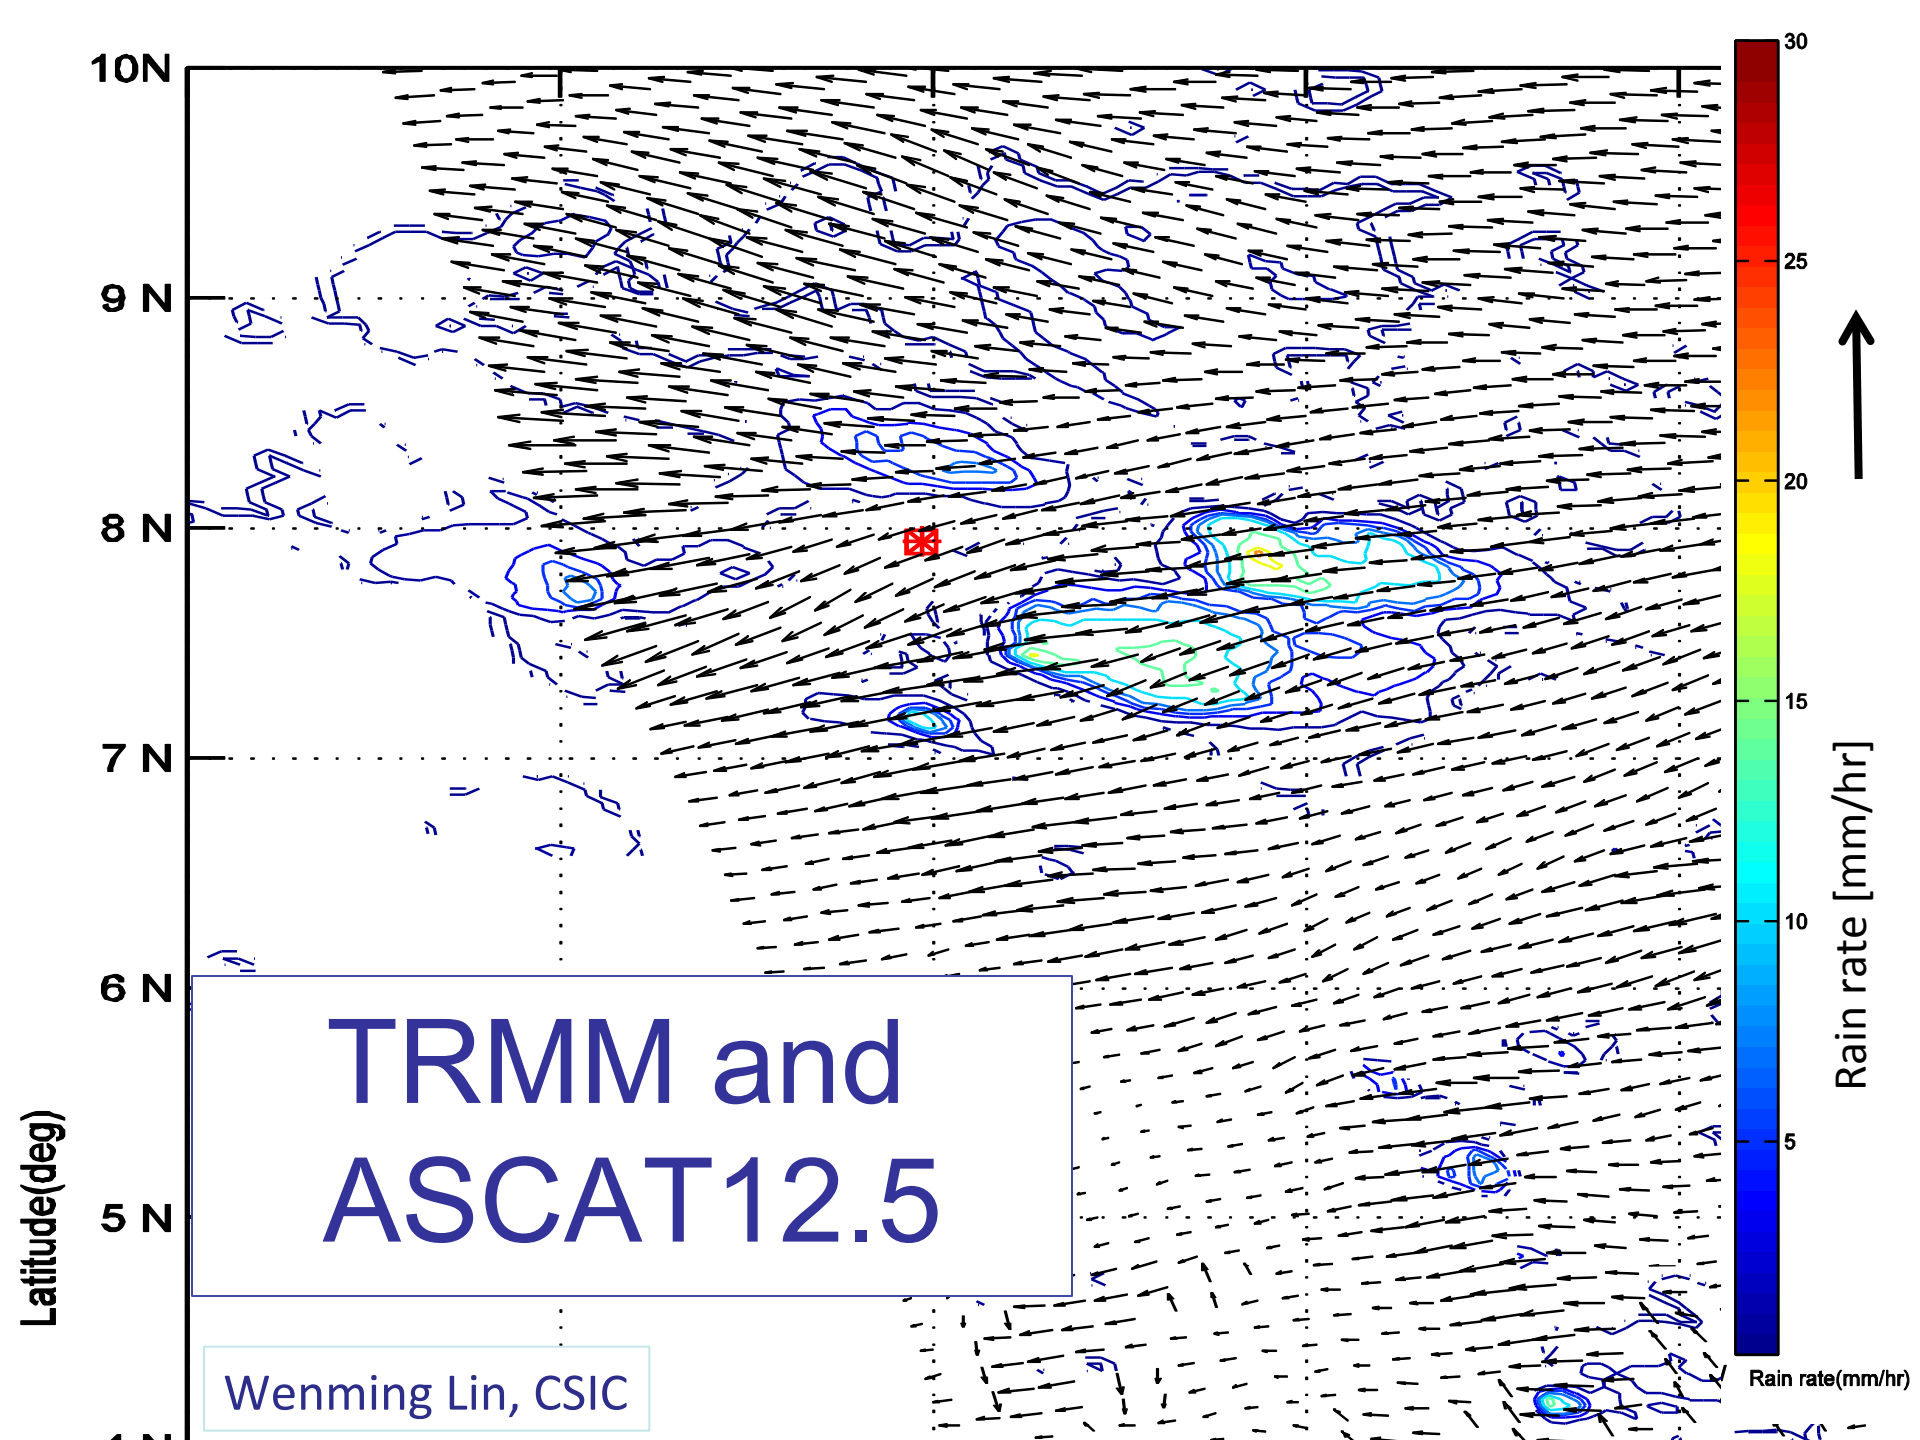 10N
30
9 N
25
8 N
20
7 N
15
6 N
10
5 N
5
Latitude(deg)
Rain rate [mm/hr]
TRMM and
ASCAT12.5
Rain rate(mm/hr)
Wenming Lin, CSIC